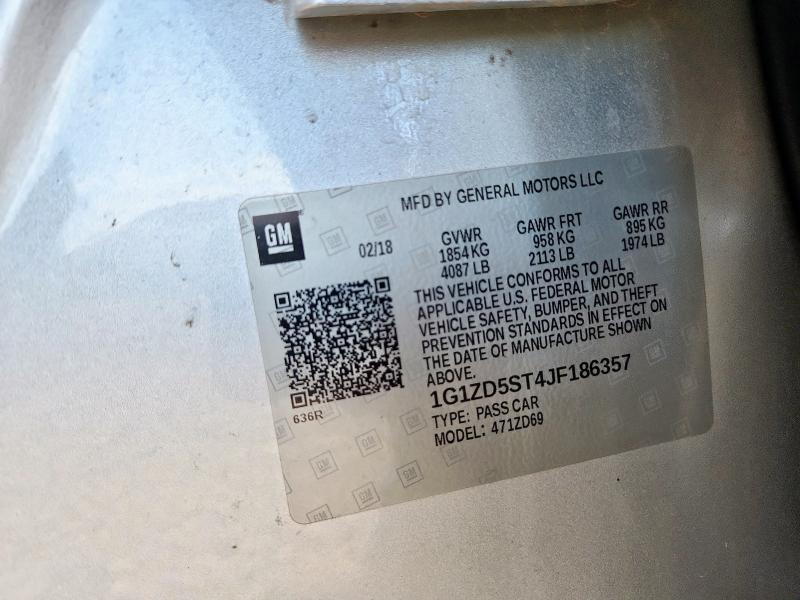 MFD BY GENERAL MOTORS LLC
GM
02/18
GVWR GAWR FRT GAWR RR
1854 KG 958 KG 895 KG
4087 LB 2113 LB 1974 LB
THIS VEHICLE CONFORMS TO ALL
APPLICABLE U.S. FEDERAL MOTOR
VEHICLE SAFETY, BUMPER, AND THEFT
PREVENTION STANDARDS IN EFFECT ON
THE DATE OF MANUFACTURE SHOWN
ABOVE.
1G1ZD5ST4JF186357
636R
TYPE: PASS CAR
MODEL: 471ZD69